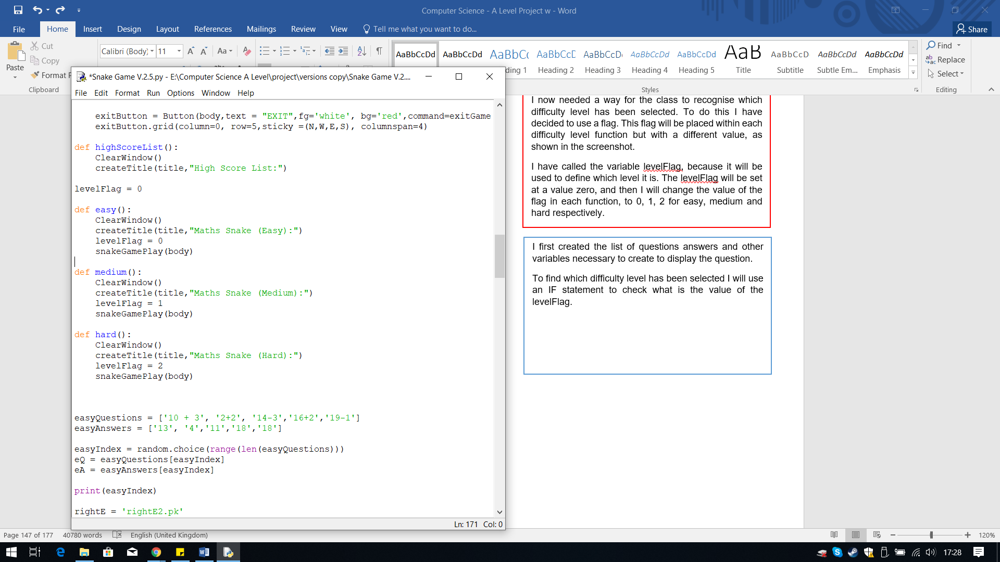 Computer Science - A Level Project w - Word
File Home Insert Design Layout References Mailings Review View Tell me what you want to do... Share
Cut
Copy
Format P
Paste
Clipboard
Calibri (Body) 11
Aa
AaBbCcDd AaBbCcDd AaBbC AaBbCcD AaBbCcD AaBbCcDd AaBbCcDd AaB AaBbCcD AaBbCcDd AaBbCcDd
ding 1 Heading 2 Heading 3 Heading 4 Heading 5 Title Subtitle Subtle Em... Emphasis
Styles
Find
Replace
Select
Editing
*Snake Game V.2.5.py - E:\Computer Science A Level\project\versions copy\Snake Game V.2....
File Edit Format Run Options Window Help
exitButton = Button(body,text = "EXIT",fg='white', bg='red',command=exitGame
exitButton.grid(column=0, row=5,sticky =(N,W,E,S), columnspan=4)
def highScoreList():
ClearWindow()
createTitle(title,"High Score List:")
levelFlag = 0
def easy():
ClearWindow()
createTitle(title,"Maths Snake (Easy):")
levelFlag = 0
snakeGamePlay(body)
def medium():
ClearWindow()
createTitle(title,"Maths Snake (Medium):")
levelFlag = 1
snakeGamePlay(body)
def hard():
ClearWindow()
createTitle(title,"Maths Snake (Hard):")
levelFlag = 2
snakeGamePlay(body)
easyQuestions = ['10 + 3', '2+2', '14-3','16+2','19-1']
easyAnswers = ['13', '4','11','18','18']
easyIndex = random.choice(range(len(easyQuestions)))
eQ = easyQuestions[easyIndex]
eA = easyAnswers[easyIndex]
print(easyIndex)
rightE = 'rightE2.pk'
Ln: 171 Col: 0
I now needed a way for the class to recognise which
difficulty level has been selected. To do this I have
decided to use a flag. This flag will be placed within each
difficulty level function but with a different value, as
shown in the screenshot.
I have called the variable levelFlag, because it will be
used to define which level it is. The levelFlag will be set
at a value zero, and then I will change the value of the
flag in each function, to 0, 1, 2 for easy, medium and
hard respectively.
I first created the list of questions answers and other
variables necessary to create to display the question.
To find which difficulty level has been selected I will use
an IF statement to check what is the value of the
levelFlag.
Page 147 of 177 40780 words English (United Kingdom) 120%
17:28